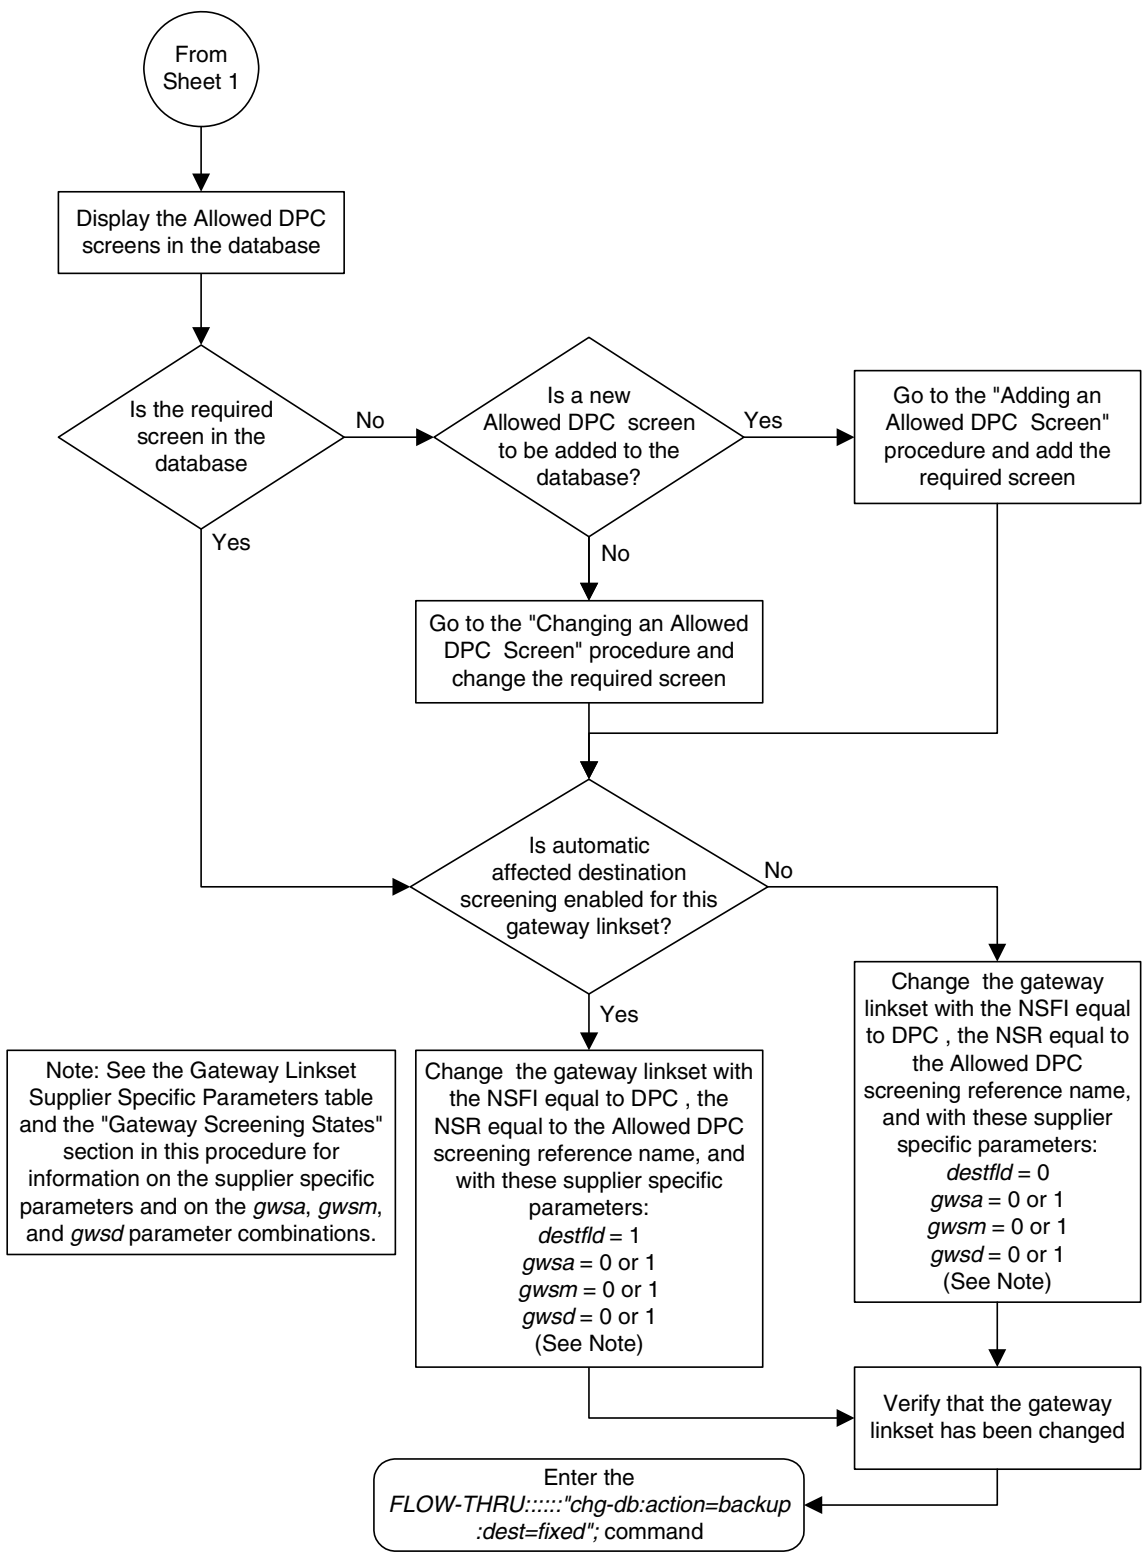 From
Sheet 1
Display the Allowed DPC
screens in the database
Is the required
screen in the
database
No
Yes
Is a new
Allowed DPC screen
to be added to the
database?
Yes
No
Go to the "Adding an
Allowed DPC Screen"
procedure and add the
required screen
Go to the "Changing an Allowed
DPC Screen" procedure and
change the required screen
Is automatic
affected destination
screening enabled for this
gateway linkset?
No
Yes
Note: See the Gateway Linkset
Supplier Specific Parameters table
and the "Gateway Screening States"
section in this procedure for
information on the supplier specific
parameters and on the gwsa, gwsm,
and gwsd parameter combinations.
Change the gateway linkset with
the NSFI equal to DPC , the
NSR equal to the Allowed DPC
screening reference name, and
with these supplier specific
parameters:
destfld = 1
gwsa = 0 or 1
gwsm = 0 or 1
gwsd = 0 or 1
(See Note)
Change the gateway
linkset with the NSFI equal
to DPC , the NSR equal to
the Allowed DPC
screening reference name,
and with these supplier
specific parameters:
destfld = 0
gwsa = 0 or 1
gwsm = 0 or 1
gwsd = 0 or 1
(See Note)
Verify that the gateway
linkset has been changed
Enter the
FLOW-THRU::::::"chg-db:action=backup
:dest=fixed"; command